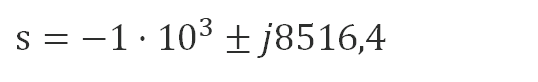 s = −1 · 10³ ± j8516,4